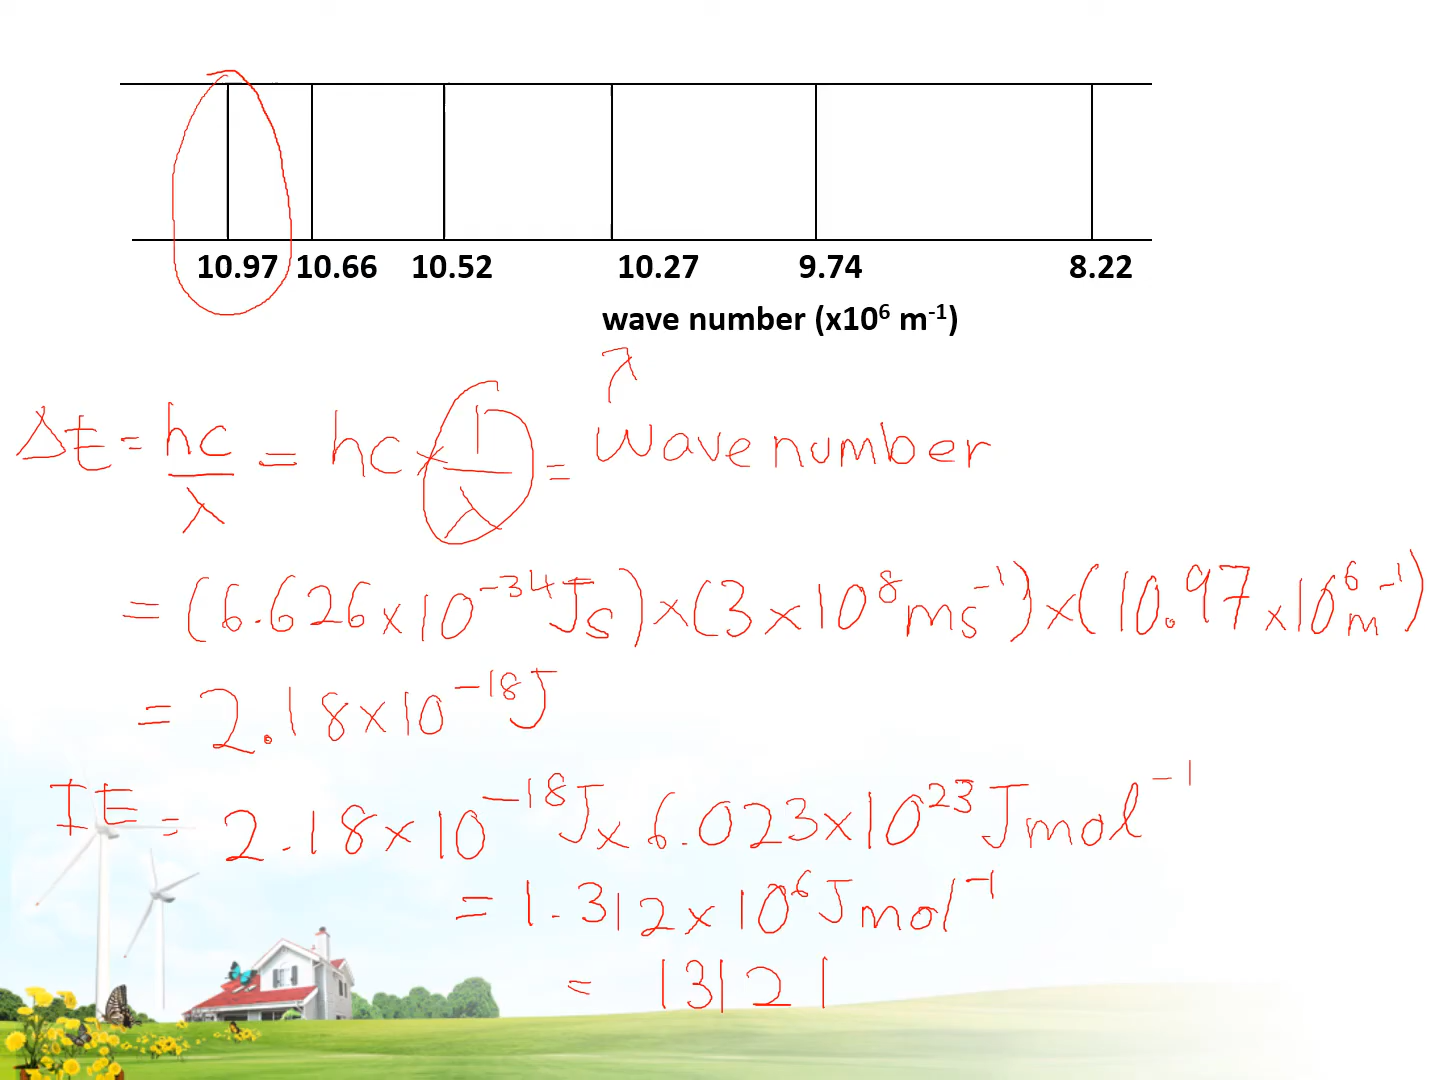 10.97 10.66 10.52 10.27 9.74 8.22
wave number (x10⁶ m⁻¹)
ΔE = hc/λ = hc × 1/λ = Wavenumber
= (6.626 × 10⁻³⁴ Js) × (3 × 10⁸ ms⁻¹) × (10.97 × 10⁶ m⁻¹)
= 2.18 × 10⁻¹⁸ J
IE = 2.18 × 10⁻¹⁸ J × 6.023 × 10²³ J mol⁻¹
= 1.312 × 10⁶ J mol⁻¹
= 1312